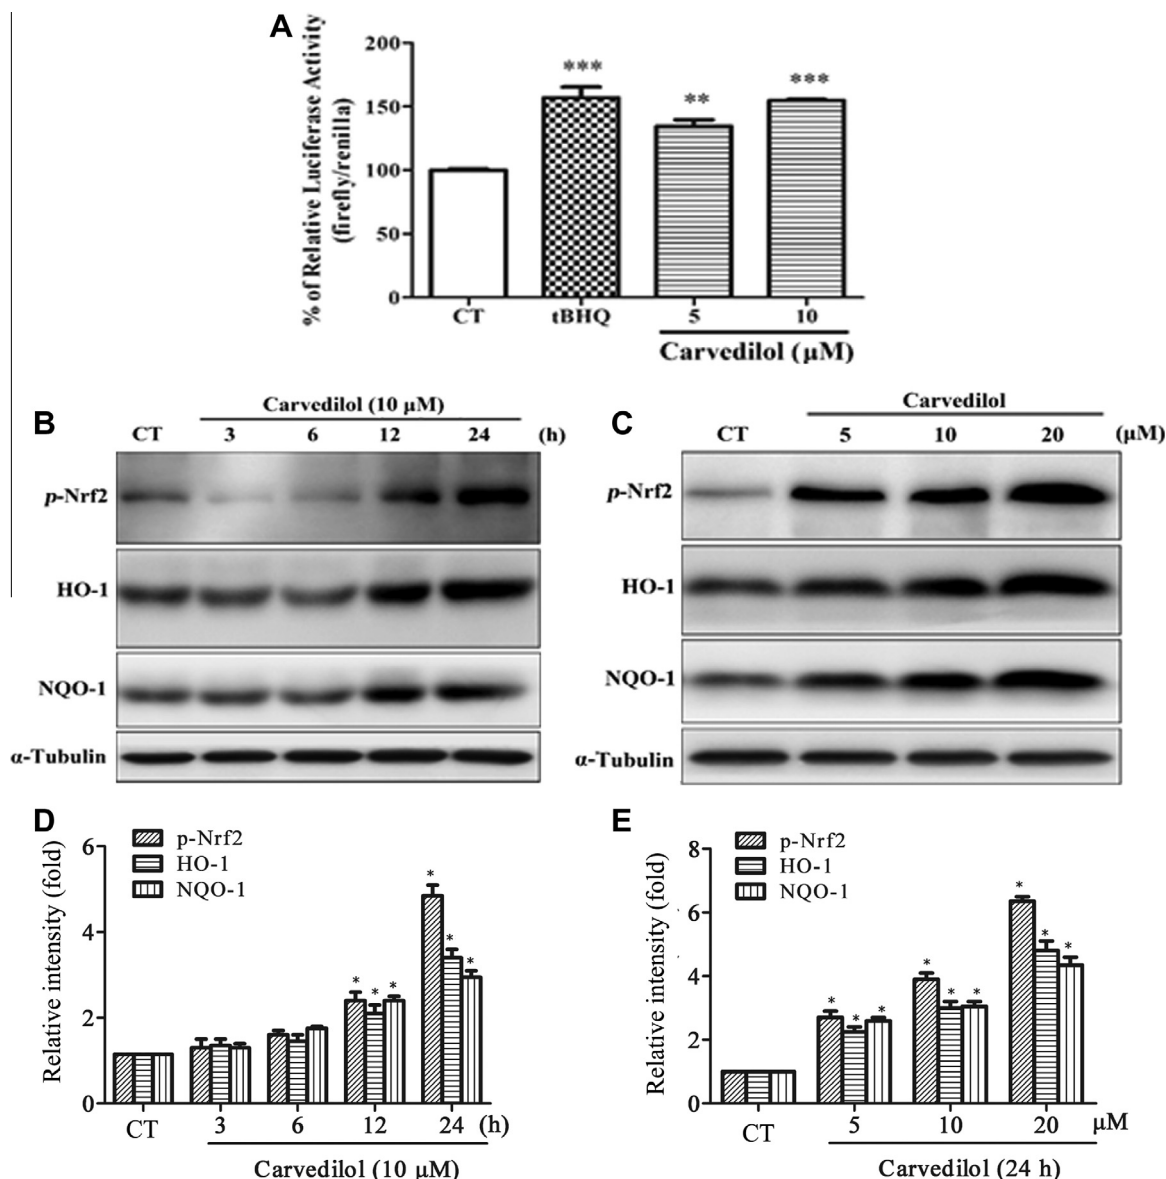 A
% of Relative Luciferase Activity
(firefly/renilla)
200
150
100
50
0
***
**
***
CT tBHQ 5 10
Carvedilol (µM)
B
Carvedilol (10 µM)
CT 3 6 12 24 (h)
p-Nrf2
HO-1
NQO-1
α-Tubulin
C
Carvedilol
CT 5 10 20 (µM)
p-Nrf2
HO-1
NQO-1
α-Tubulin
D
Relative intensity (fold)
6
4
2
0
p-Nrf2
HO-1
NQO-1
* * *
* * *
CT 3 6 12 24 (h)
Carvedilol (10 µM)
E
Relative intensity (fold)
8
6
4
2
0
p-Nrf2
HO-1
NQO-1
* * *
* * *
* * *
CT 5 10 20 µM
Carvedilol (24 h)